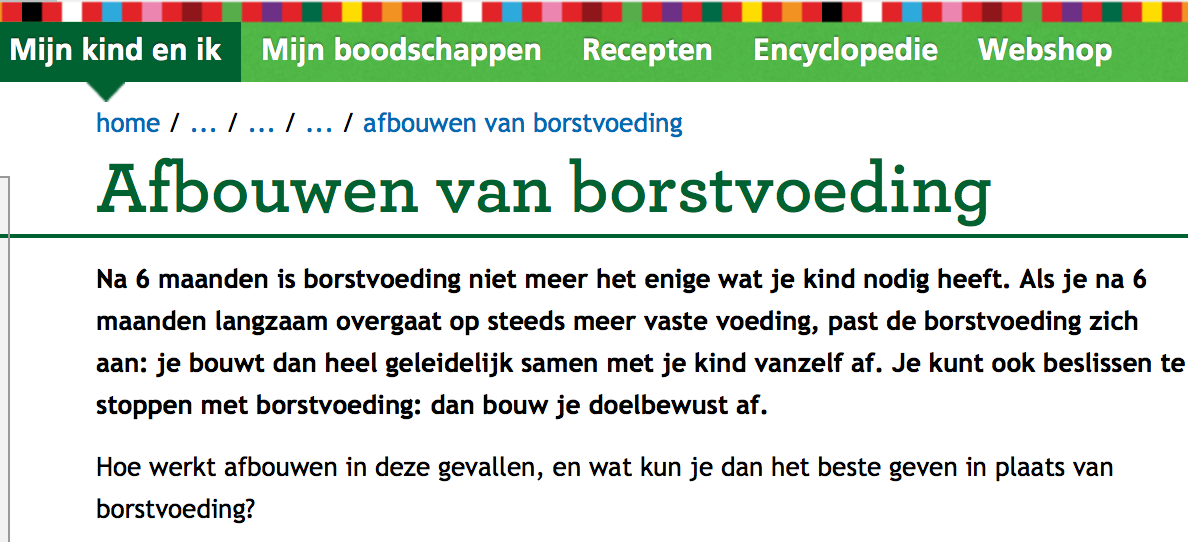 Mijn kind en ik Mijn boodschappen Recepten Encyclopedie Webshop
home / ... / ... / ... / afbouwen van borstvoeding
Afbouwen van borstvoeding
Na 6 maanden is borstvoeding niet meer het enige wat je kind nodig heeft. Als je na 6
maanden langzaam overgaat op steeds meer vaste voeding, past de borstvoeding zich
aan: je bouwt dan heel geleidelijk samen met je kind vanzelf af. Je kunt ook beslissen te
stoppen met borstvoeding: dan bouw je doelbewust af.
Hoe werkt afbouwen in deze gevallen, en wat kun je dan het beste geven in plaats van
borstvoeding?